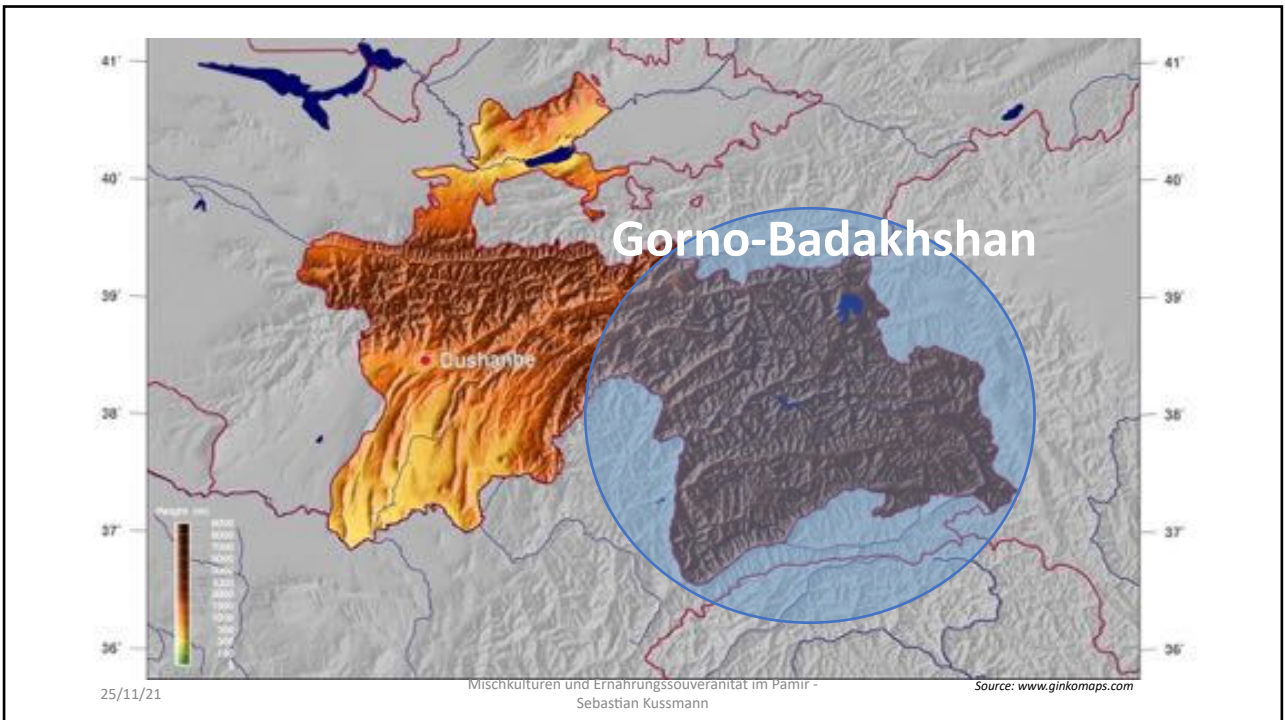 41° 41°
40° 40°
Gorno-Badakhshan
39° 39°
Dushanbe
38° 38°
37° 37°
36° 36°
25/11/21
Mischkulturen und Ernährungssouveränität im Pamir -
Sebastian Kussmann
Source: www.ginkomaps.com